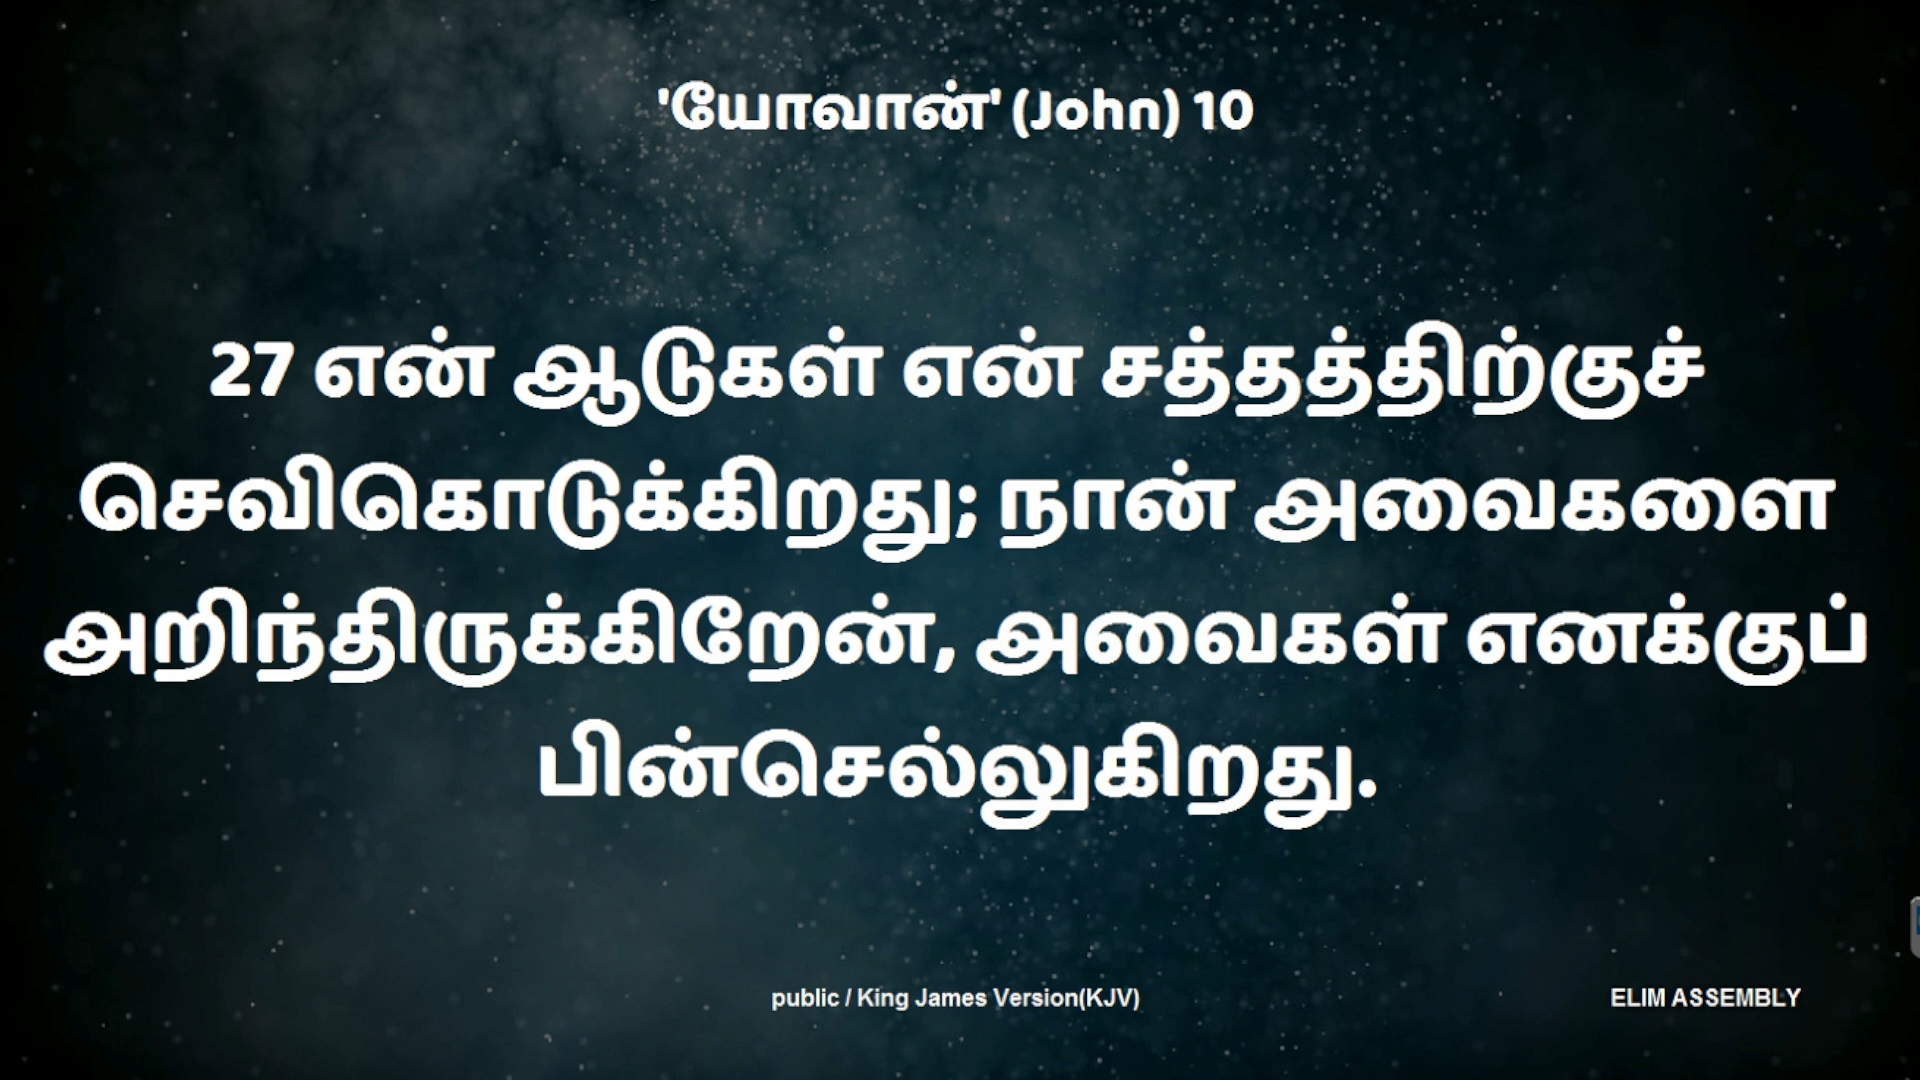 'யோவான்' (John) 10
27 என் ஆடுகள் என் சத்தத்திற்குச்
செவிகொடுக்கிறது; நான் அவைகளை
அறிந்திருக்கிறேன், அவைகள் எனக்குப்
பின்செல்லுகிறது.
public / King James Version(KJV)
ELIM ASSEMBLY